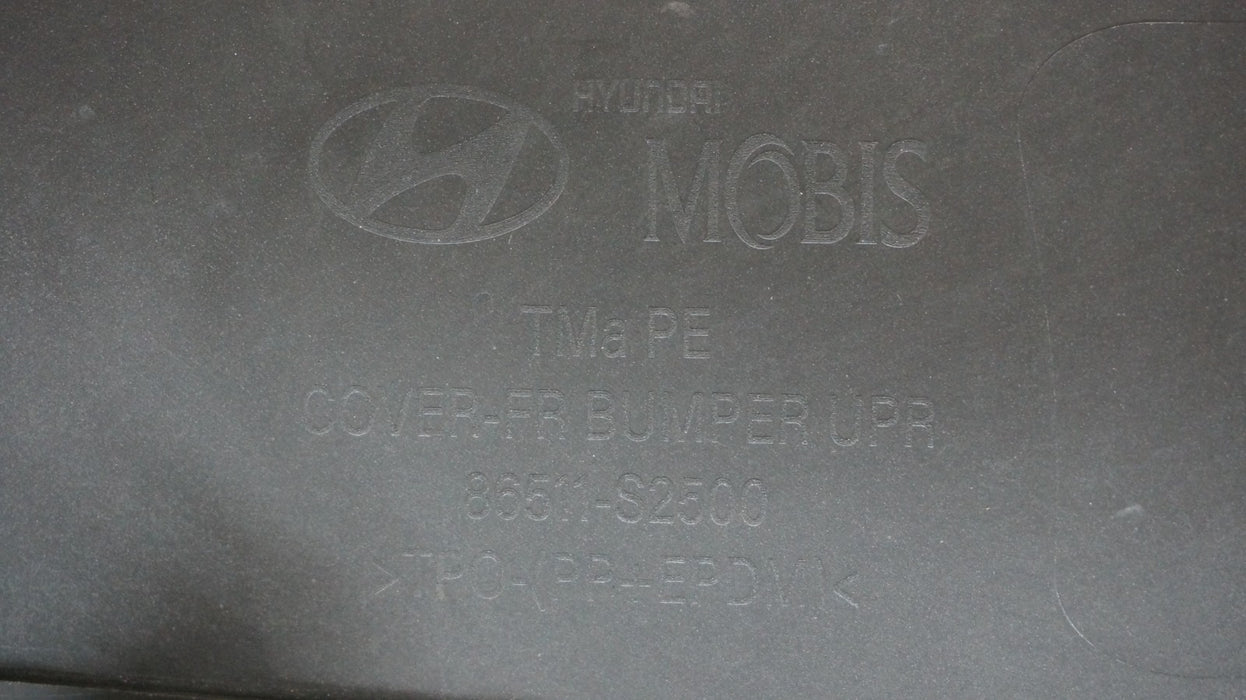 HYUNDAI
MOBIS
TMa PE
COVER-FR BUMPER UPR
86511-S2500
>TPO-(PP+EPDM)<